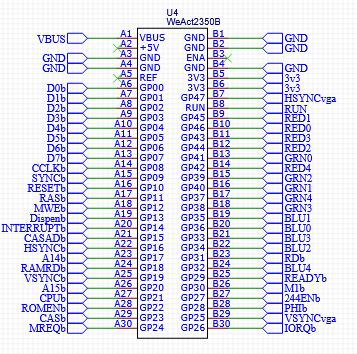 U4
WeAct2350B
VBUS A1 VBUS GND B1 GND
A2 +5V GND B2 GND
GND A3 GND ENA B3
GND A4 GND GND B4 GND
A5 REF 3V3 B5 3v3
D0b A6 GP00 3V3 B6 3v3
D1b A7 GP01 GP47 B7 HSYNCvga
D2b A8 GP02 RUN B8 RUN
D3b A9 GP03 GP45 B9 RED1
D4b A10 GP04 GP46 B10 RED0
D5b A11 GP05 GP43 B11 RED3
D6b A12 GP06 GP44 B12 RED2
D7b A13 GP07 GP41 B13 GRN0
CCLKb A14 GP08 GP42 B14 RED4
SYNCb A15 GP09 GP39 B15 GRN2
RESETb A16 GP10 GP40 B16 GRN1
RASb A17 GP11 GP37 B17 GRN4
MWEb A18 GP12 GP38 B18 GRN3
Dispenb A19 GP13 GP35 B19 BLU1
INTERRUPTb A20 GP14 GP36 B20 BLU0
CASADb A21 GP15 GP33 B21 BLU3
HSYNCb A22 GP16 GP34 B22 BLU2
A14b A23 GP17 GP31 B23 RDb
RAMRDb A24 GP18 GP32 B24 BLU4
VSYNCb A25 GP19 GP29 B25 READYb
A15b A26 GP20 GP30 B26 M1b
CPUb A27 GP21 GP27 B27 244ENb
ROMENb A28 GP22 GP28 B28 PHIb
CASb A29 GP23 GP25 B29 VSYNCvga
MREQb A30 GP24 GP26 B30 IORQb